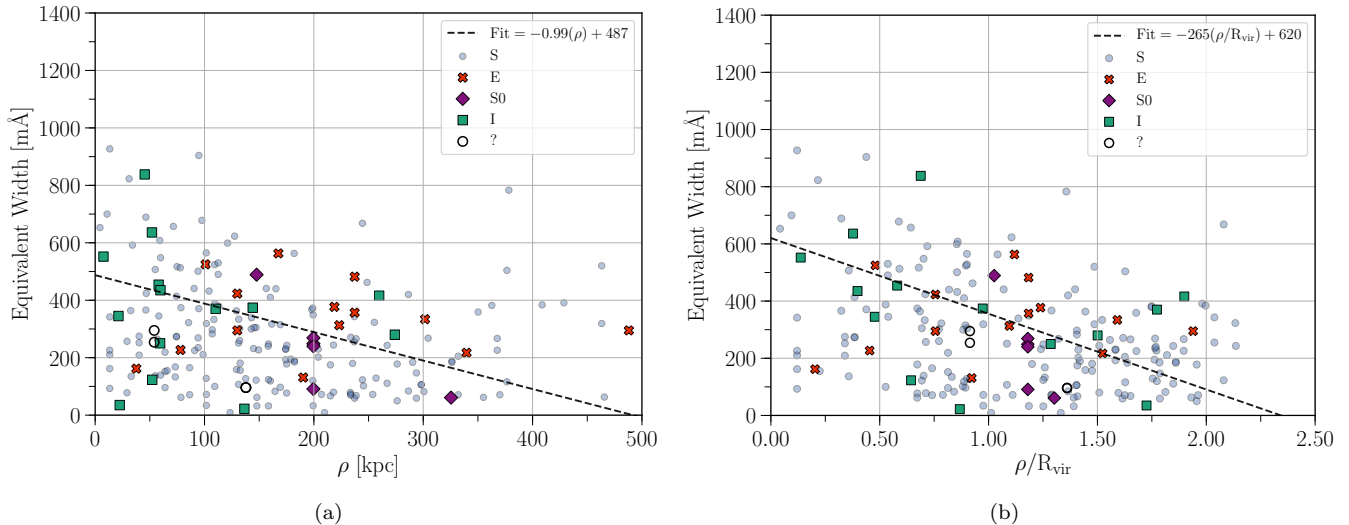 1400
1200
1000
800
600
400
200
0
Equivalent Width [mÅ]
Fit = −0.99(ρ) + 487
S
E
S0
I
?
0 100 200 300 400 500
ρ [kpc]
(a)
1400
1200
1000
800
600
400
200
0
Equivalent Width [mÅ]
Fit = −265(ρ/Rvir) + 620
S
E
S0
I
?
0.00 0.50 1.00 1.50 2.00 2.50
ρ/Rvir
(b)